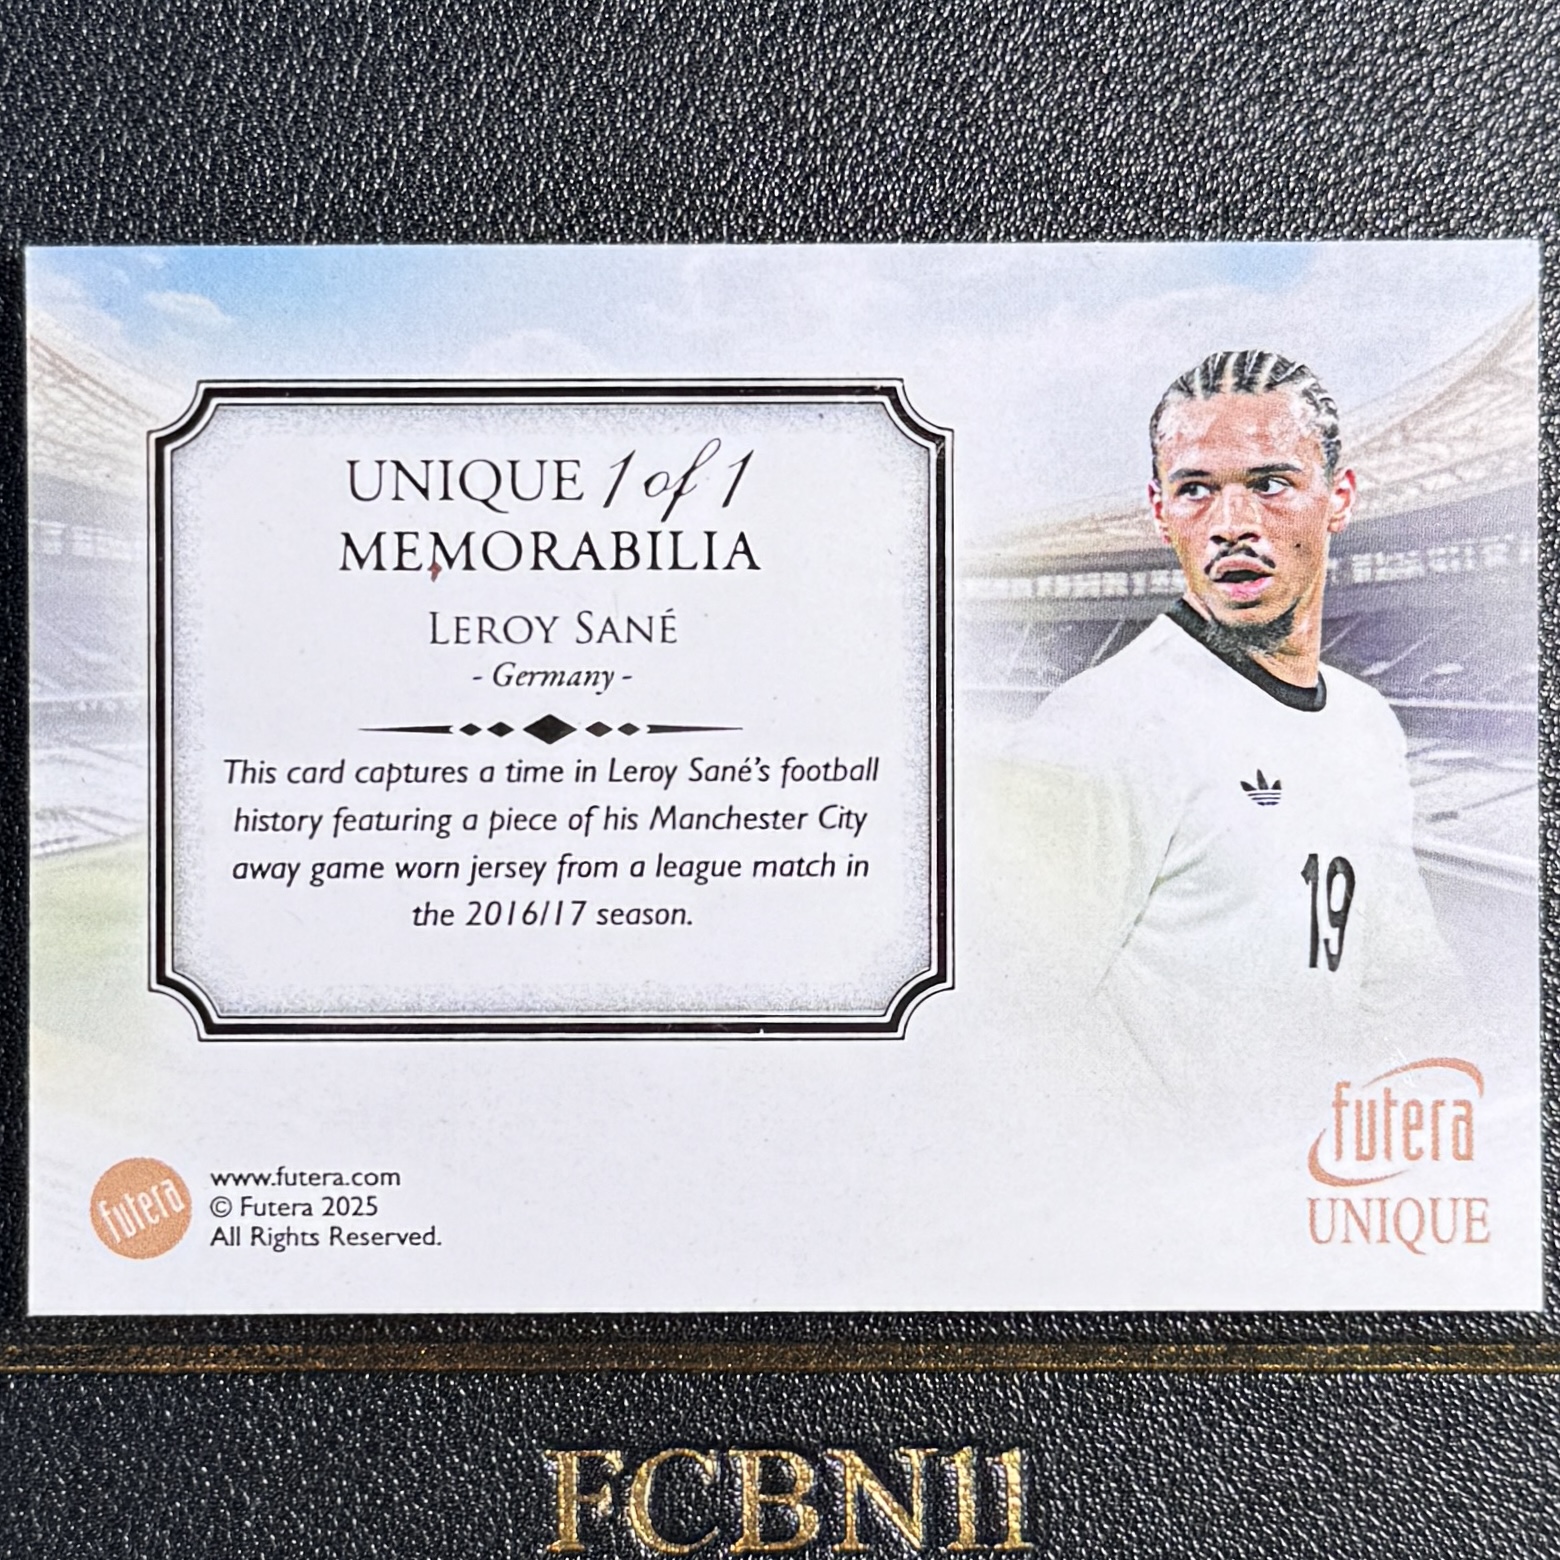 UNIQUE 1 of 1
MEMORABILIA
LEROY SANÉ
- Germany -
This card captures a time in Leroy Sané's football
history featuring a piece of his Manchester City
away game worn jersey from a league match in
the 2016/17 season.
19
futera
UNIQUE
futera
www.futera.com
© Futera 2025
All Rights Reserved.
FCBN11